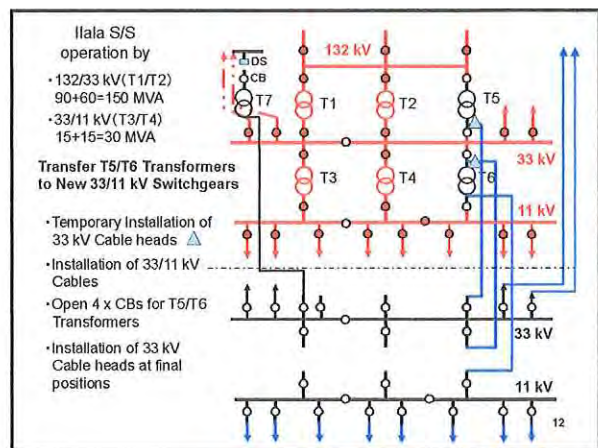 Ilala S/S
operation by
・132/33 kV(T1/T2)
90+60=150 MVA
・33/11 kV(T3/T4)
15+15=30 MVA
Transfer T5/T6 Transformers
to New 33/11 kV Switchgears
・Temporary Installation of
33 kV Cable heads
・Installation of 33/11 kV
Cables
・Open 4 x CBs for T5/T6
Transformers
・Installation of 33 kV
Cable heads at final
positions
DS
CB
T7
132 kV
T1
T2
T5
33 kV
T3
T4
T6
11 kV
33 kV
11 kV
12